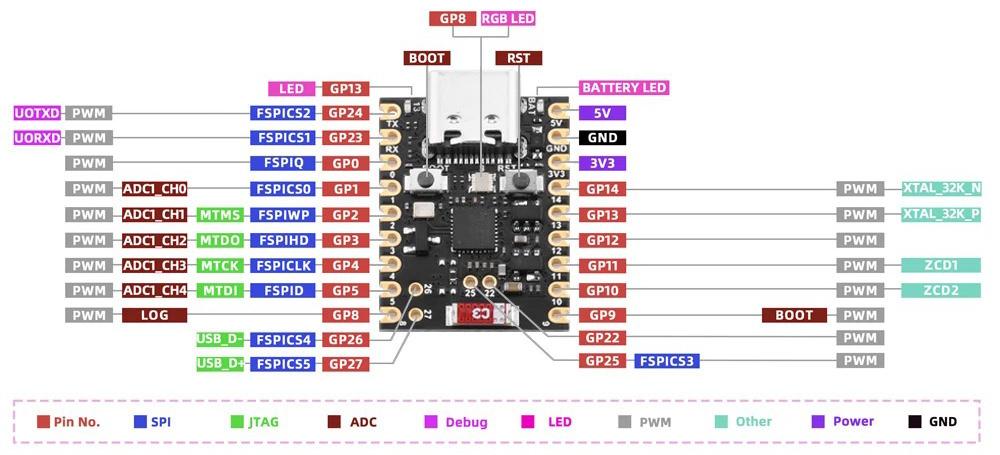 GP8 RGB LED
BOOT RST
LED GP13 BATTERY LED
UOTXD PWM FSPICS2 GP24 5V
UORXD PWM FSPICS1 GP23 GND
PWM FSPIQ GP0 3V3
PWM ADC1_CH0 FSPICS0 GP1 GP14 PWM XTAL_32K_N
PWM ADC1_CH1 MTMS FSPIWP GP2 GP13 PWM XTAL_32K_P
PWM ADC1_CH2 MTDO FSPIHD GP3 GP12 PWM
PWM ADC1_CH3 MTCK FSPICLK GP4 GP11 PWM ZCD1
PWM ADC1_CH4 MTDI FSPID GP5 GP10 PWM ZCD2
PWM LOG GP8 GP9 BOOT PWM
USB_D- FSPICS4 GP26 GP22 PWM
USB_D+ FSPICS5 GP27 GP25 FSPICS3 PWM
13 BAT
TX 5V
RX GND
BOOT RST
0 3V3
1 14
2 13
3 12
4 11
5 26 25 22 10
8 27 C3 9
Pin No. SPI JTAG ADC Debug LED PWM Other Power GND